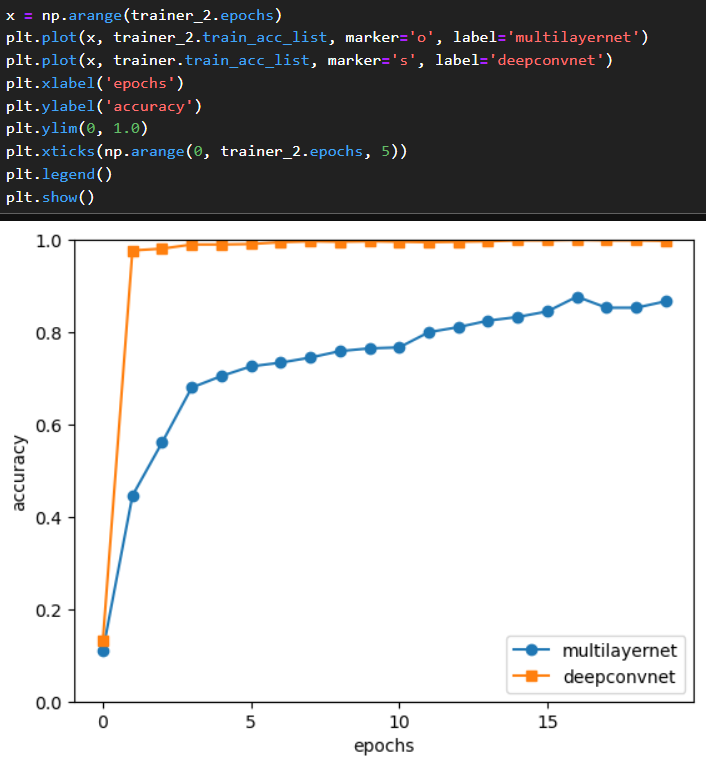 x = np.arange(trainer_2.epochs)
plt.plot(x, trainer_2.train_acc_list, marker='o', label='multilayernet')
plt.plot(x, trainer.train_acc_list, marker='s', label='deepconvnet')
plt.xlabel('epochs')
plt.ylabel('accuracy')
plt.ylim(0, 1.0)
plt.xticks(np.arange(0, trainer_2.epochs, 5))
plt.legend()
plt.show()
1.0
0.8
0.6
0.4
0.2
0.0
accuracy
multilayernet
deepconvnet
0 5 10 15
epochs